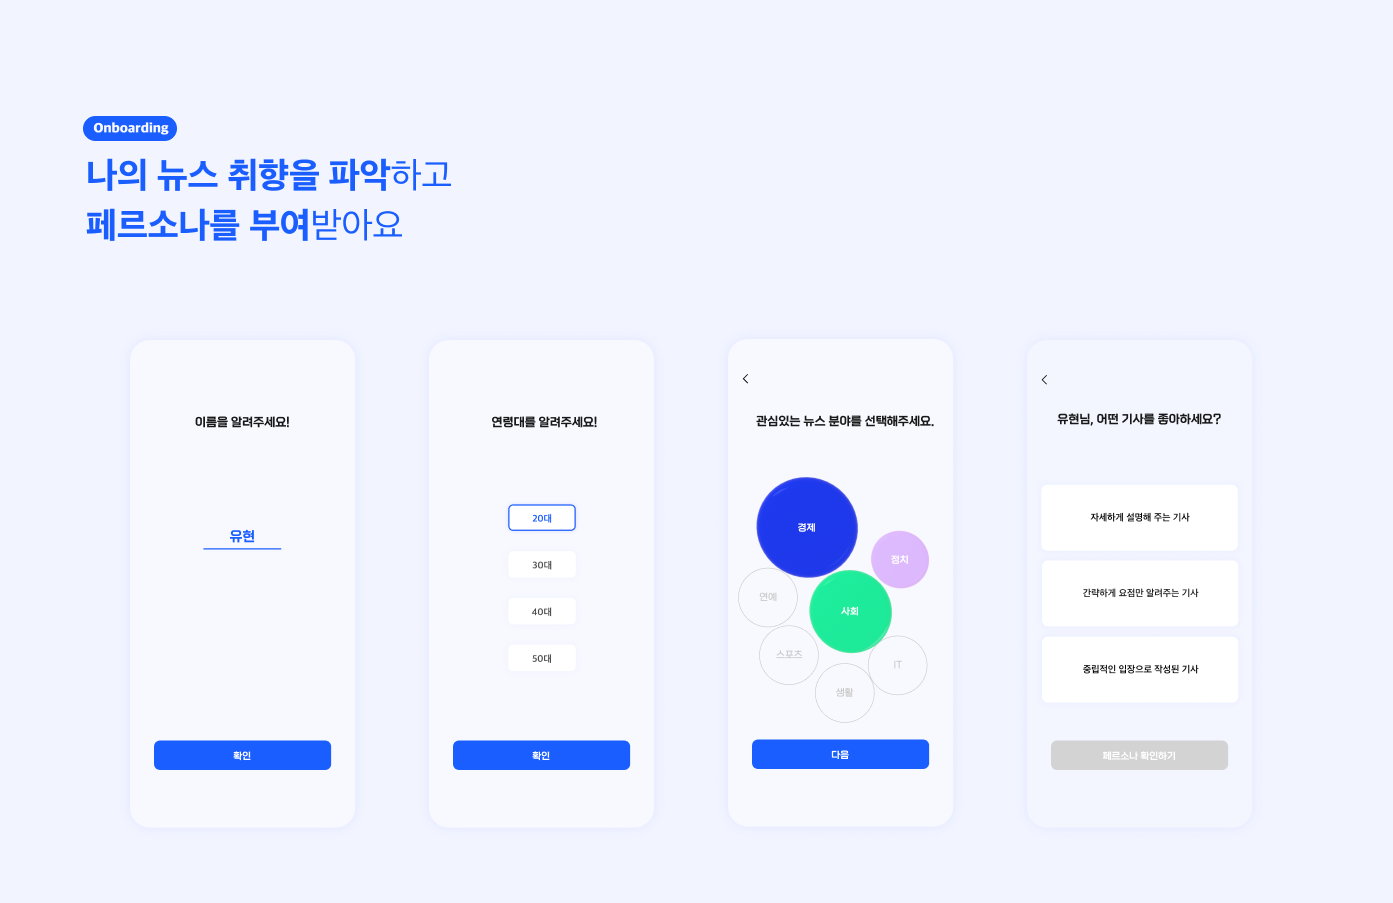 Onboarding
나의 뉴스 취향을 파악하고
페르소나를 부여받아요
이름을 알려주세요!
유현
확인
연령대를 알려주세요!
20대
30대
40대
50대
확인
관심있는 뉴스 분야를 선택해주세요.
경제
정치
연예
사회
스포츠
IT
생활
다음
유현님, 어떤 기사를 좋아하세요?
자세하게 설명해 주는 기사
간략하게 요점만 알려주는 기사
중립적인 입장으로 작성된 기사
페르소나 확인하기